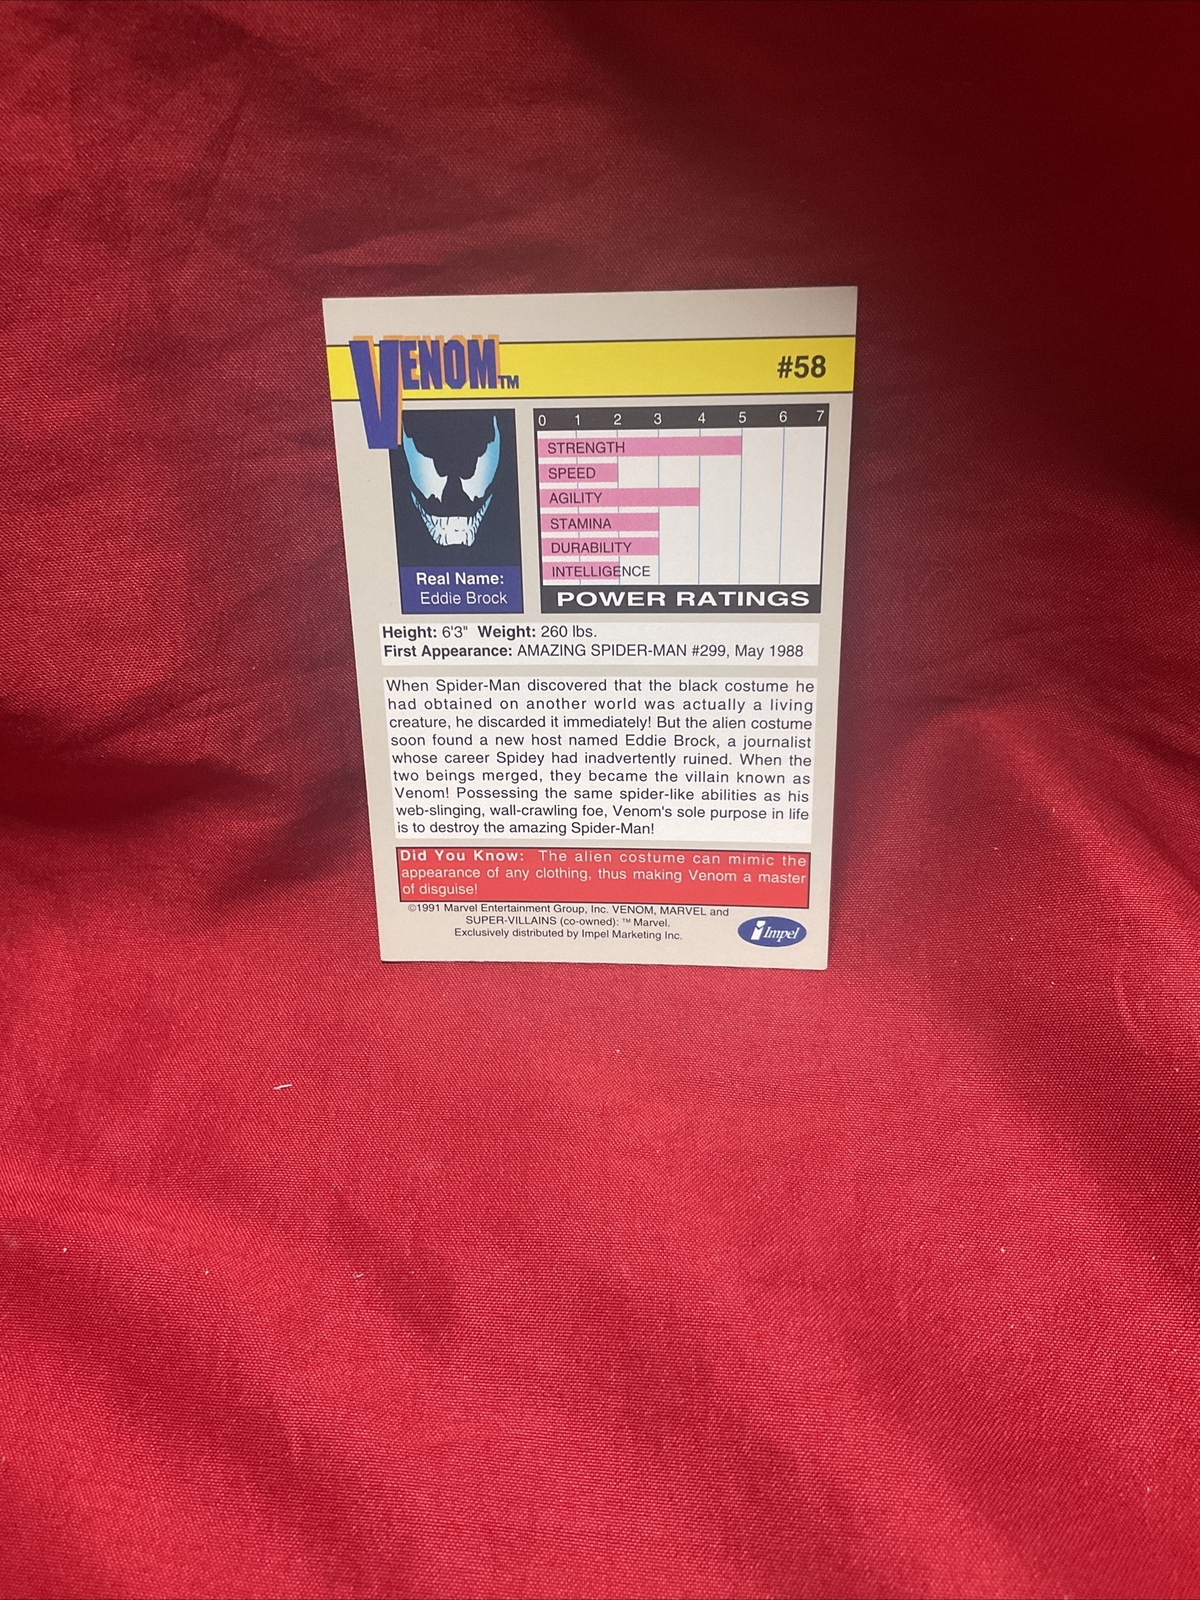 VENOM™
#58
0 1 2 3 4 5 6 7
STRENGTH
SPEED
AGILITY
STAMINA
DURABILITY
INTELLIGENCE
POWER RATINGS
Real Name:
Eddie Brock
Height: 6'3" Weight: 260 lbs.
First Appearance: AMAZING SPIDER-MAN #299, May 1988
When Spider-Man discovered that the black costume he
had obtained on another world was actually a living
creature, he discarded it immediately! But the alien costume
soon found a new host named Eddie Brock, a journalist
whose career Spidey had inadvertently ruined. When the
two beings merged, they became the villain known as
Venom! Possessing the same spider-like abilities as his
web-slinging, wall-crawling foe, Venom's sole purpose in life
is to destroy the amazing Spider-Man!
Did You Know: The alien costume can mimic the
appearance of any clothing, thus making Venom a master
of disguise!
©1991 Marvel Entertainment Group, Inc. VENOM, MARVEL and
SUPER-VILLAINS (co-owned): ™ Marvel.
Exclusively distributed by Impel Marketing Inc.
Impel